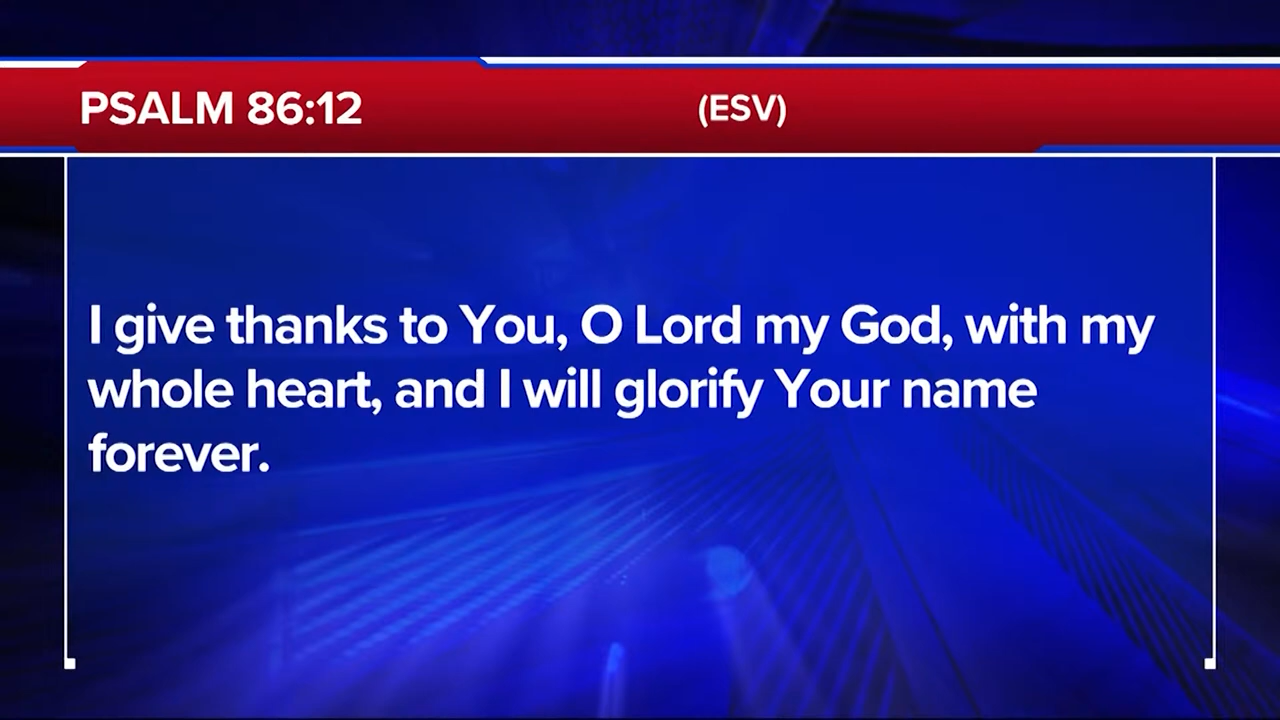 PSALM 86:12 (ESV)
I give thanks to You, O Lord my God, with my
whole heart, and I will glorify Your name
forever.